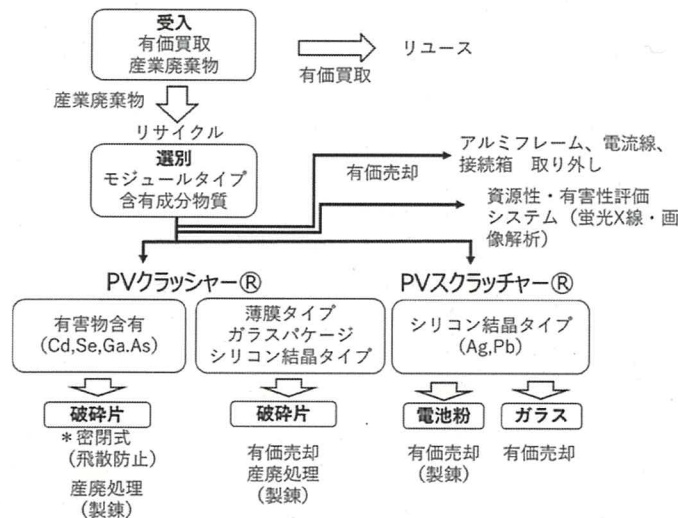 受入
有価買取
産業廃棄物
有価買取
リユース
産業廃棄物
リサイクル
選別
モジュールタイプ
含有成分物質
有価売却
アルミフレーム、電流線、
接続箱　取り外し
資源性・有害性評価
システム（蛍光X線・画
像解析）
PVクラッシャー®
PVスクラッチャー®
有害物含有
(Cd,Se,Ga.As)
薄膜タイプ
ガラスパッケージ
シリコン結晶タイプ
シリコン結晶タイプ
(Ag,Pb)
破砕片
＊密閉式
（飛散防止）
産廃処理
（製錬）
破砕片
有価売却
産廃処理
（製錬）
電池粉
有価売却
（製錬）
ガラス
有価売却